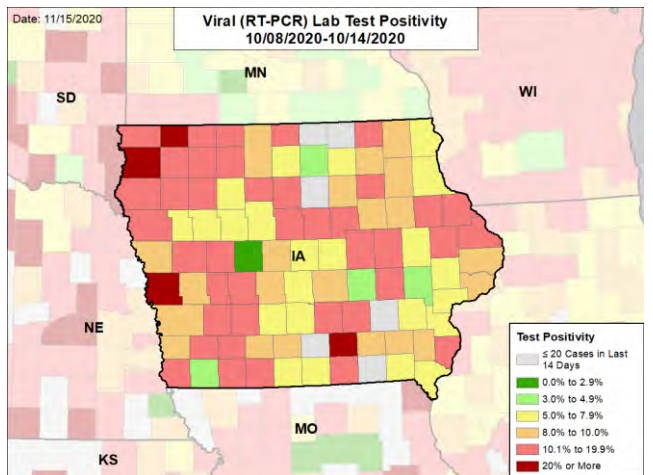 Date: 11/15/2020
Viral (RT-PCR) Lab Test Positivity
10/08/2020-10/14/2020
MN
SD
WI
IA
NE
MO
KS
Test Positivity
≤ 20 Cases in Last
14 Days
0.0% to 2.9%
3.0% to 4.9%
5.0% to 7.9%
8.0% to 10.0%
10.1% to 19.9%
20% or More